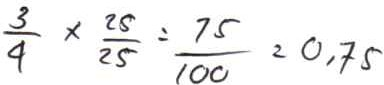 3/4 × 25/25 = 75/100 = 0,75